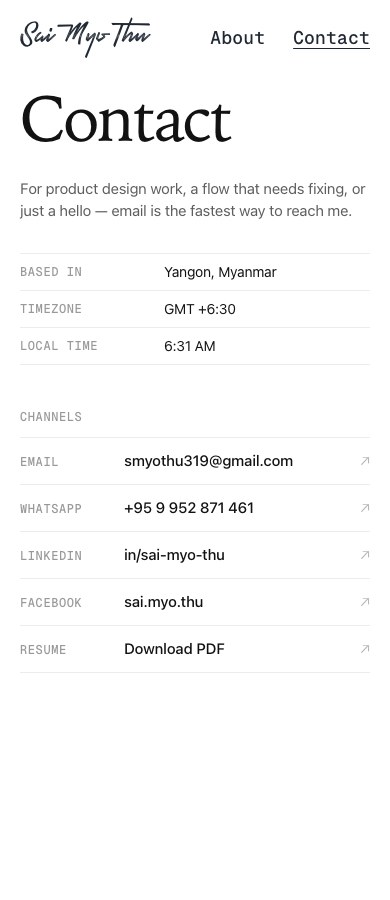 Sai Myo Thu
About Contact
Contact
For product design work, a flow that needs fixing, or
just a hello — email is the fastest way to reach me.
BASED IN Yangon, Myanmar
TIMEZONE GMT +6:30
LOCAL TIME 6:31 AM
CHANNELS
EMAIL smyothu319@gmail.com ↗
WHATSAPP +95 9 952 871 461 ↗
LINKEDIN in/sai-myo-thu ↗
FACEBOOK sai.myo.thu ↗
RESUME Download PDF ↗